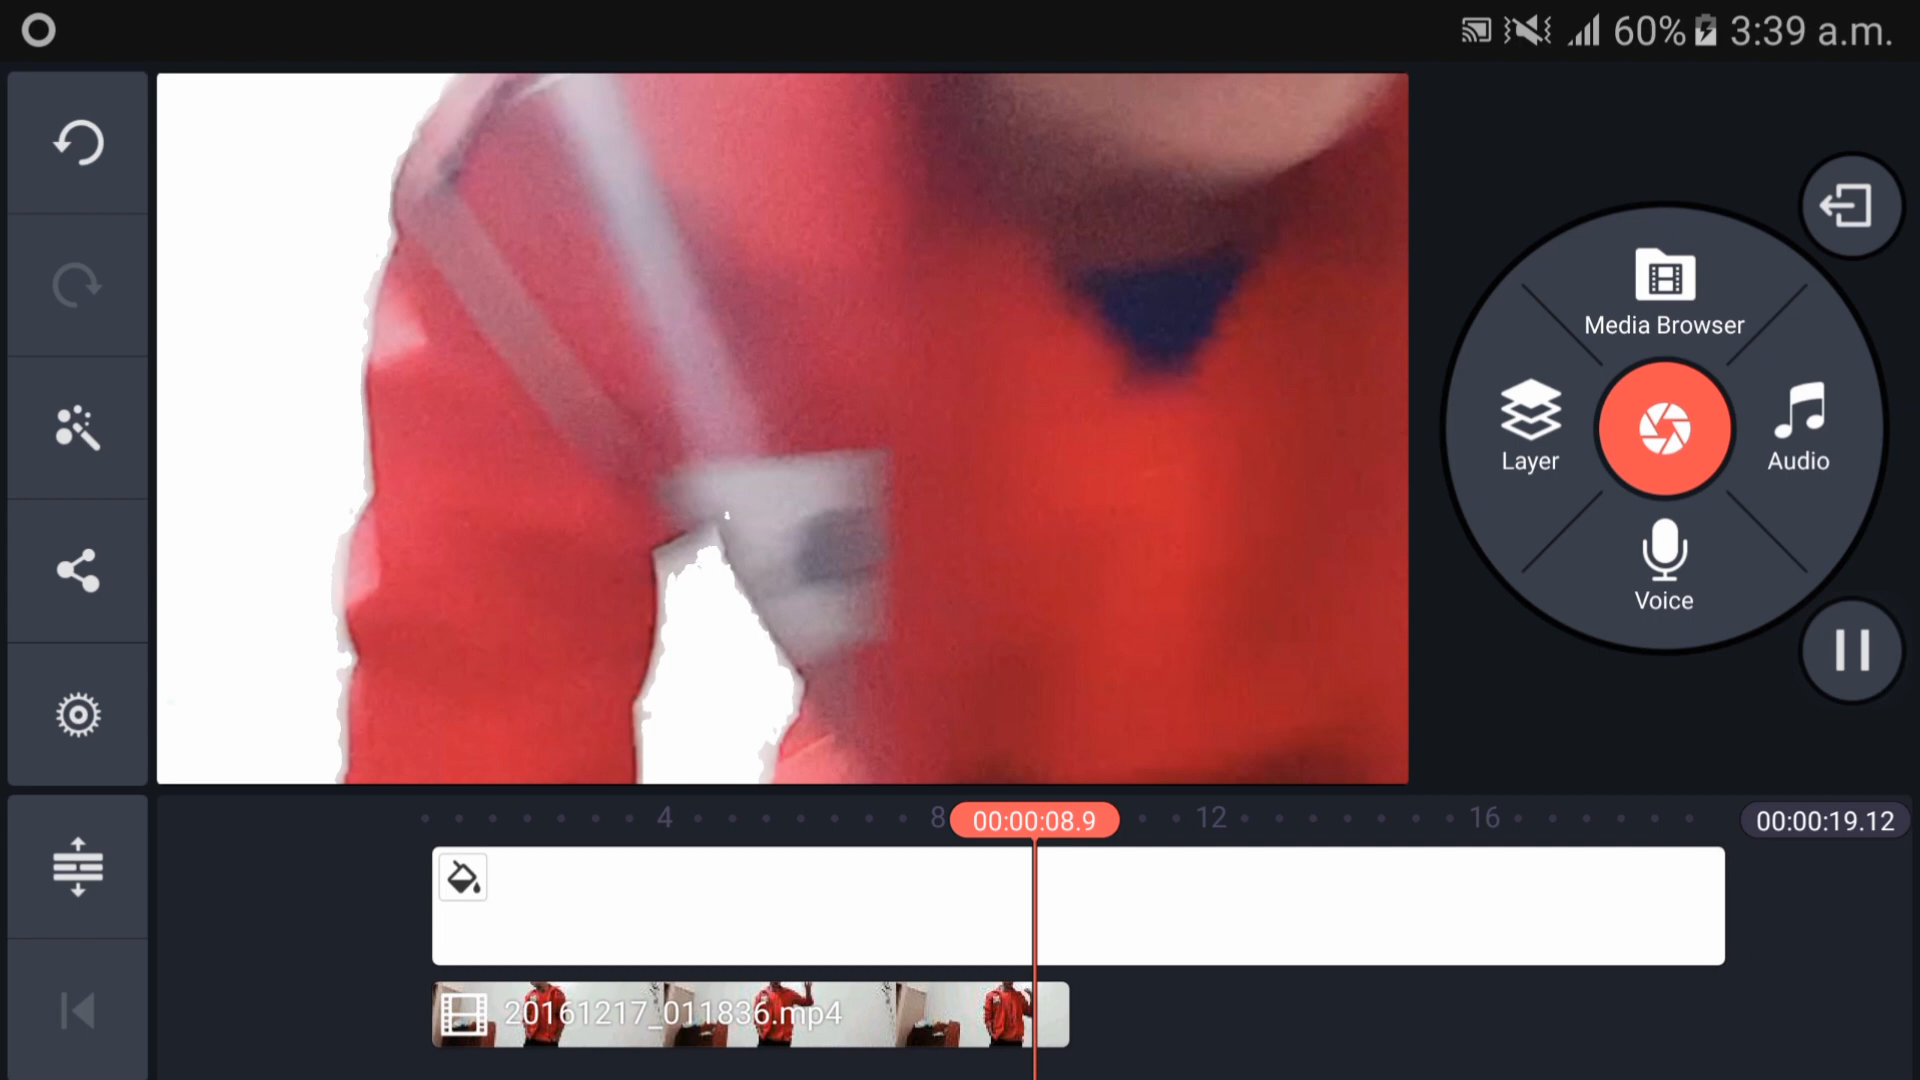 60% 3:39 a.m.
Media Browser
Layer
Audio
Voice
4 8 00:00:08.9 12 16 00:00:19.12
20161217_011836.mp4